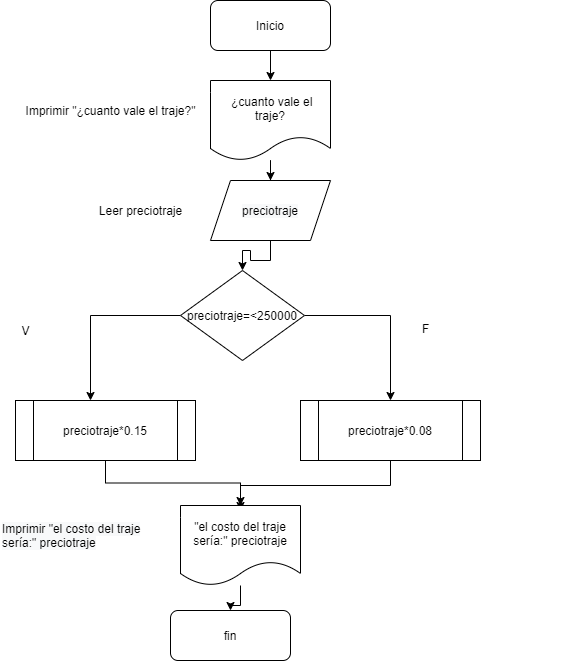 Inicio
¿cuanto vale el
traje?
Imprimir "¿cuanto vale el traje?"
Leer preciotraje
preciotraje
preciotraje=<250000
V
F
preciotraje*0.15
preciotraje*0.08
Imprimir "el costo del traje
sería:" preciotraje
"el costo del traje
sería:" preciotraje
fin